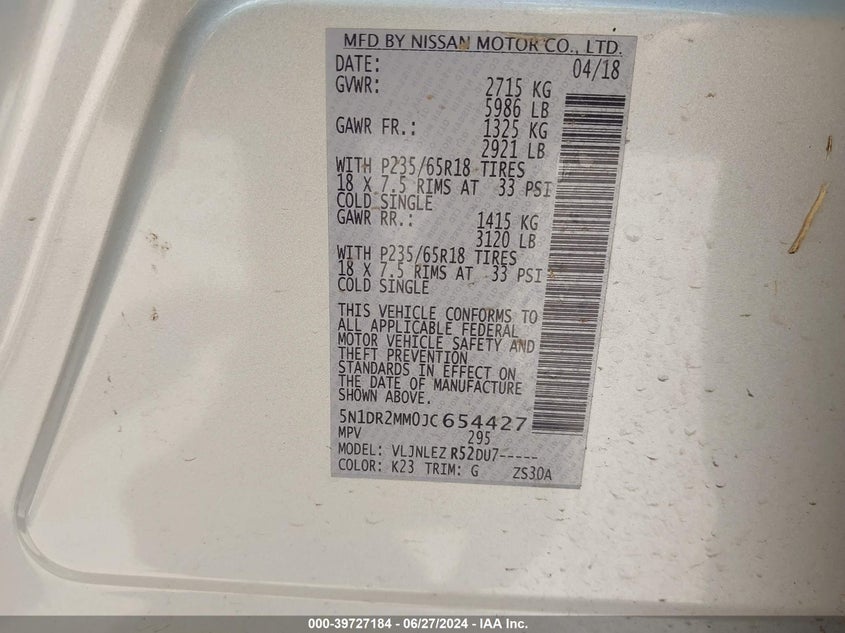 MFD BY NISSAN MOTOR CO., LTD.
DATE: 04/18
GVWR: 2715 KG
5986 LB
GAWR FR.: 1325 KG
2921 LB
WITH P235/65R18 TIRES
18 X 7.5 RIMS AT 33 PSI
COLD SINGLE
GAWR RR.: 1415 KG
3120 LB
WITH P235/65R18 TIRES
18 X 7.5 RIMS AT 33 PSI
COLD SINGLE
THIS VEHICLE CONFORMS TO
ALL APPLICABLE FEDERAL
MOTOR VEHICLE SAFETY AND
THEFT PREVENTION
STANDARDS IN EFFECT ON
THE DATE OF MANUFACTURE
SHOWN ABOVE.
5N1DR2MM0JC654427
MPV 295
MODEL: VLJNLEZ R52DU7-----
COLOR: K23 TRIM: G ZS30A
000-39727184 - 06/27/2024 - IAA Inc.